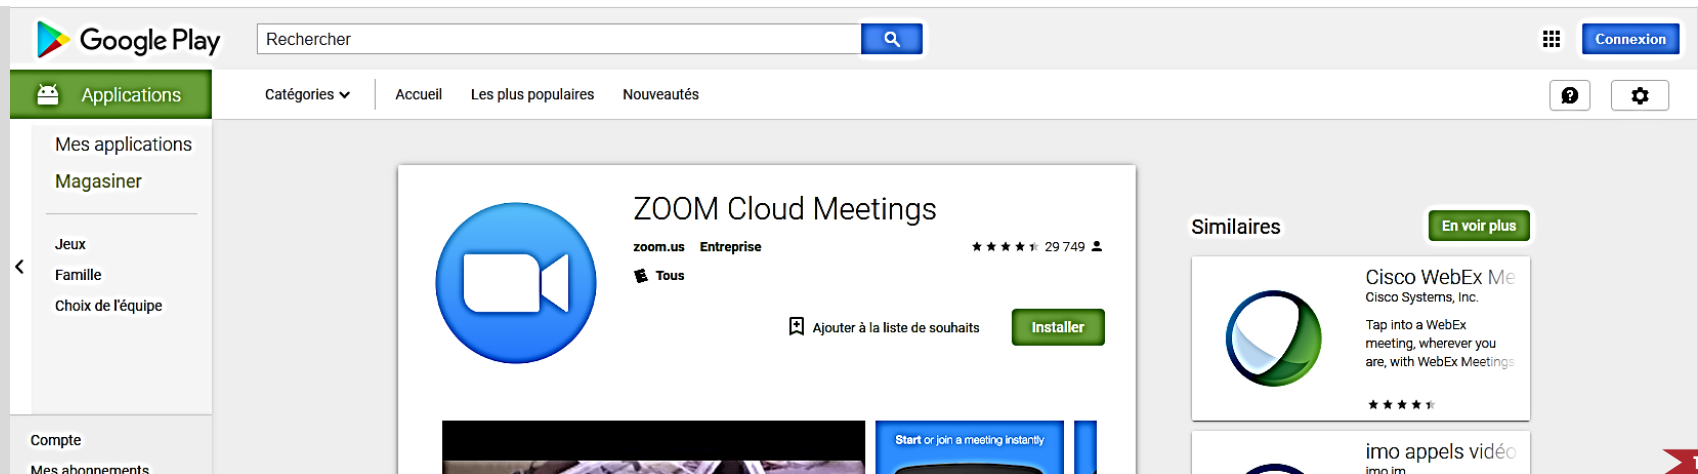 Google Play
Rechercher
Connexion
Applications
Catégories
Accueil
Les plus populaires
Nouveautés
Mes applications
Magasiner
Jeux
Famille
Choix de l'équipe
Compte
Mes abonnements
ZOOM Cloud Meetings
zoom.us Entreprise
29 749
Tous
Ajouter à la liste de souhaits
Installer
Start or join a meeting instantly
Similaires
En voir plus
Cisco WebEx Me
Cisco Systems, Inc.
Tap into a WebEx
meeting, wherever you
are, with WebEx Meetings
imo appels vidéo
imo.im